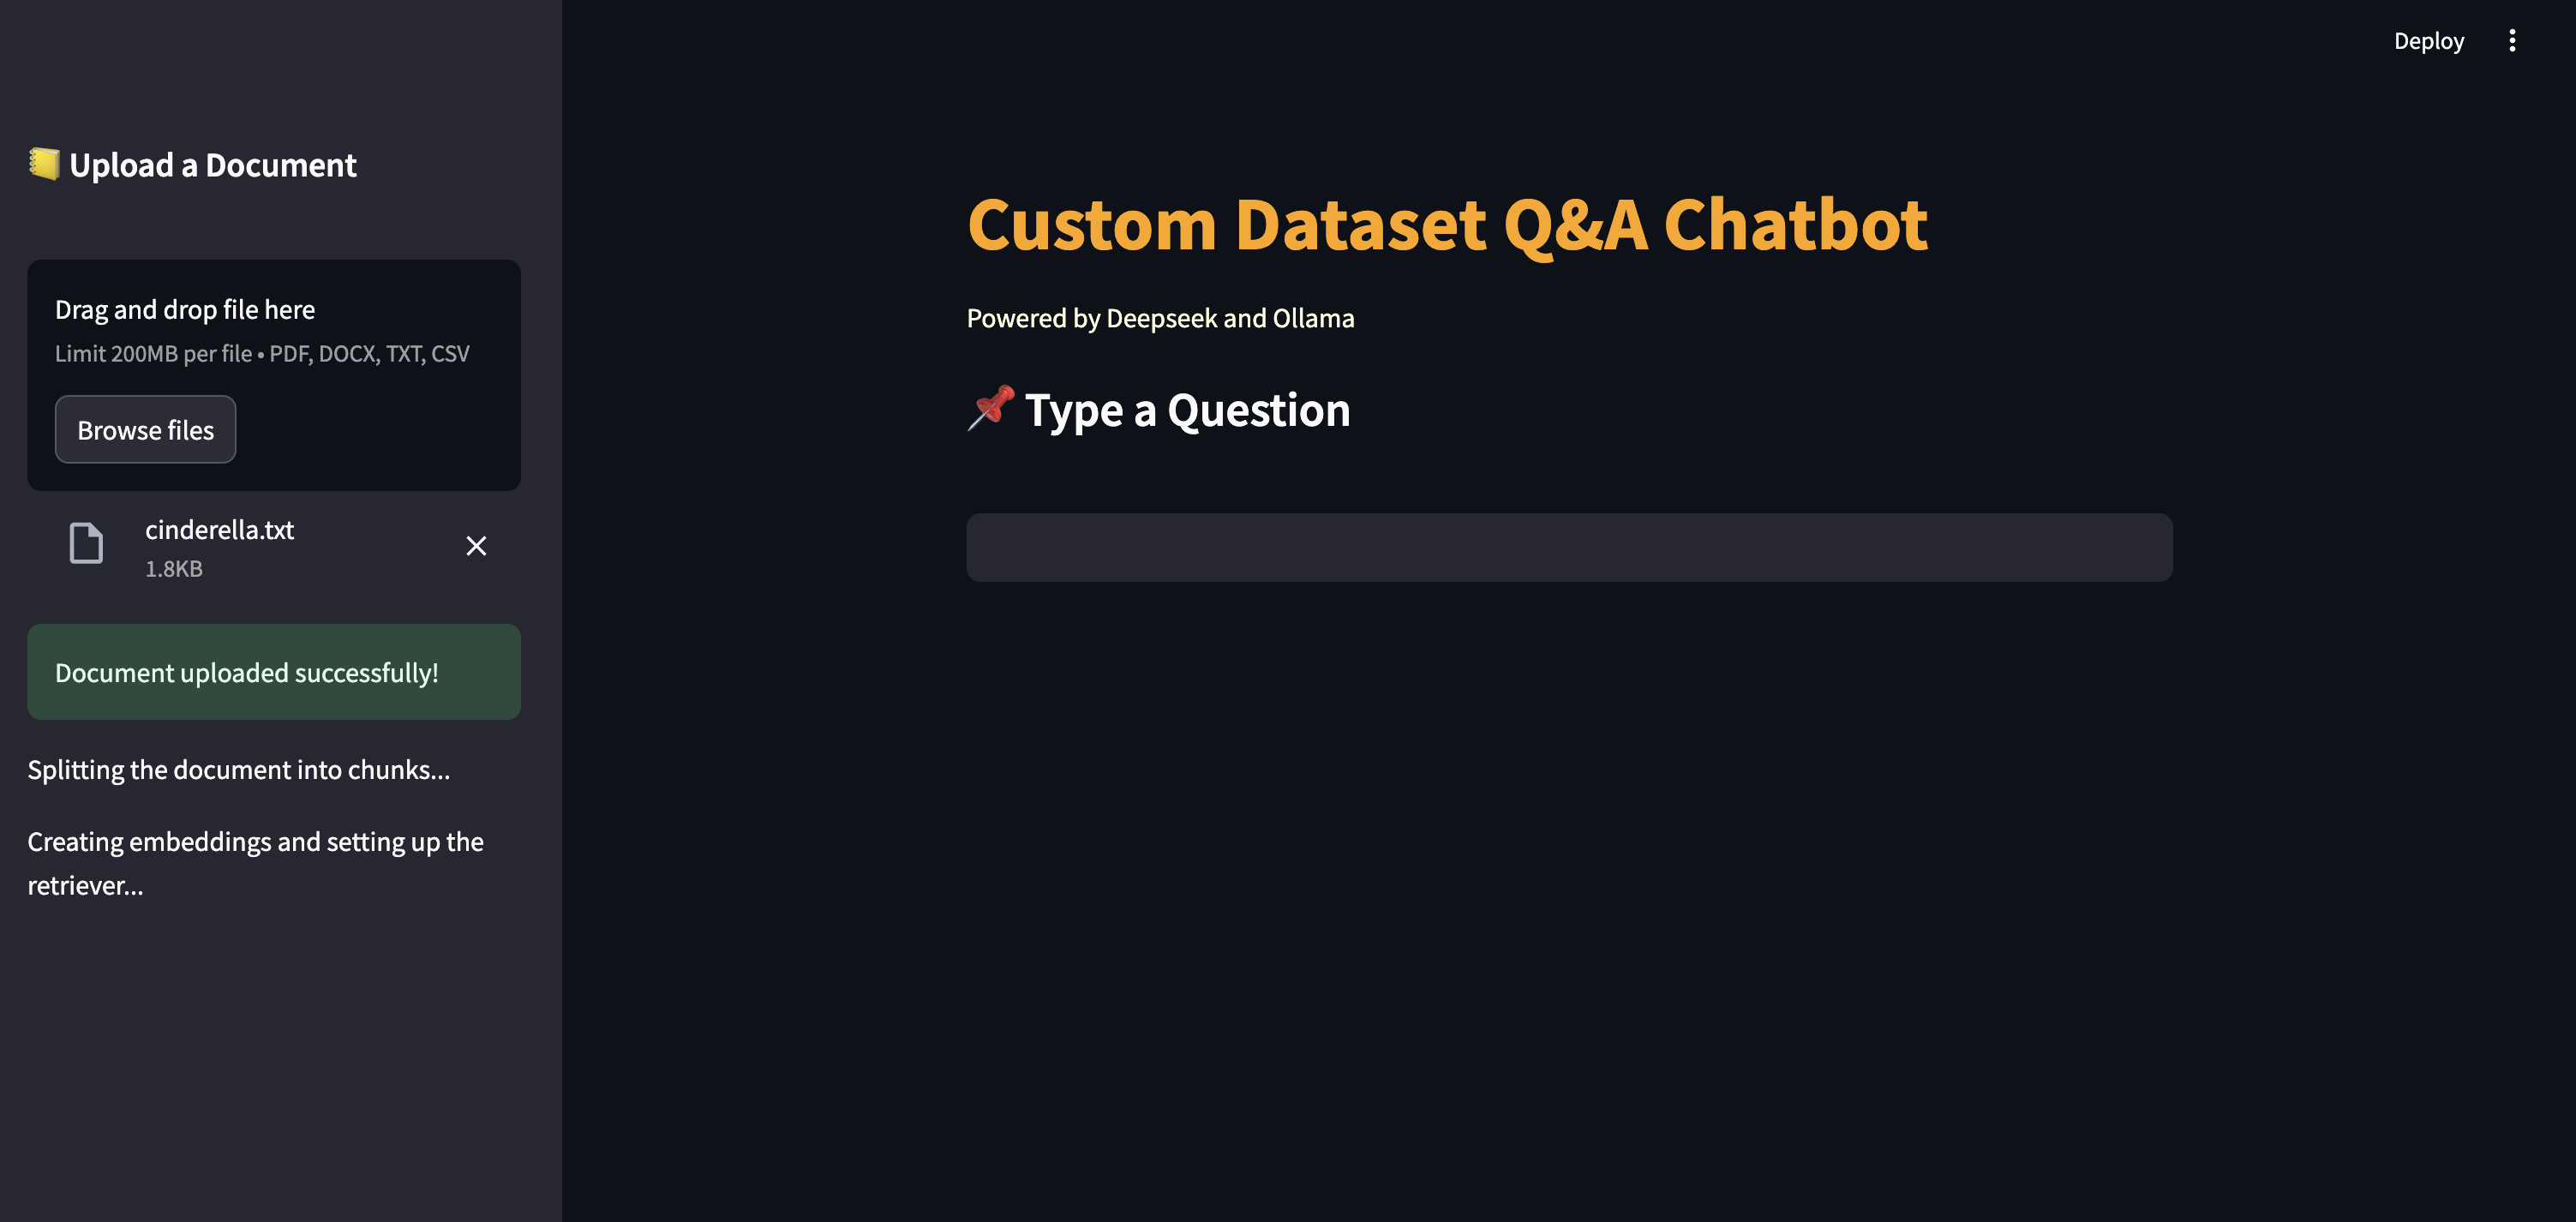 Deploy
Upload a Document
Drag and drop file here
Limit 200MB per file • PDF, DOCX, TXT, CSV
Browse files
cinderella.txt
1.8KB
Document uploaded successfully!
Splitting the document into chunks...
Creating embeddings and setting up the
retriever...
Custom Dataset Q&A Chatbot
Powered by Deepseek and Ollama
Type a Question